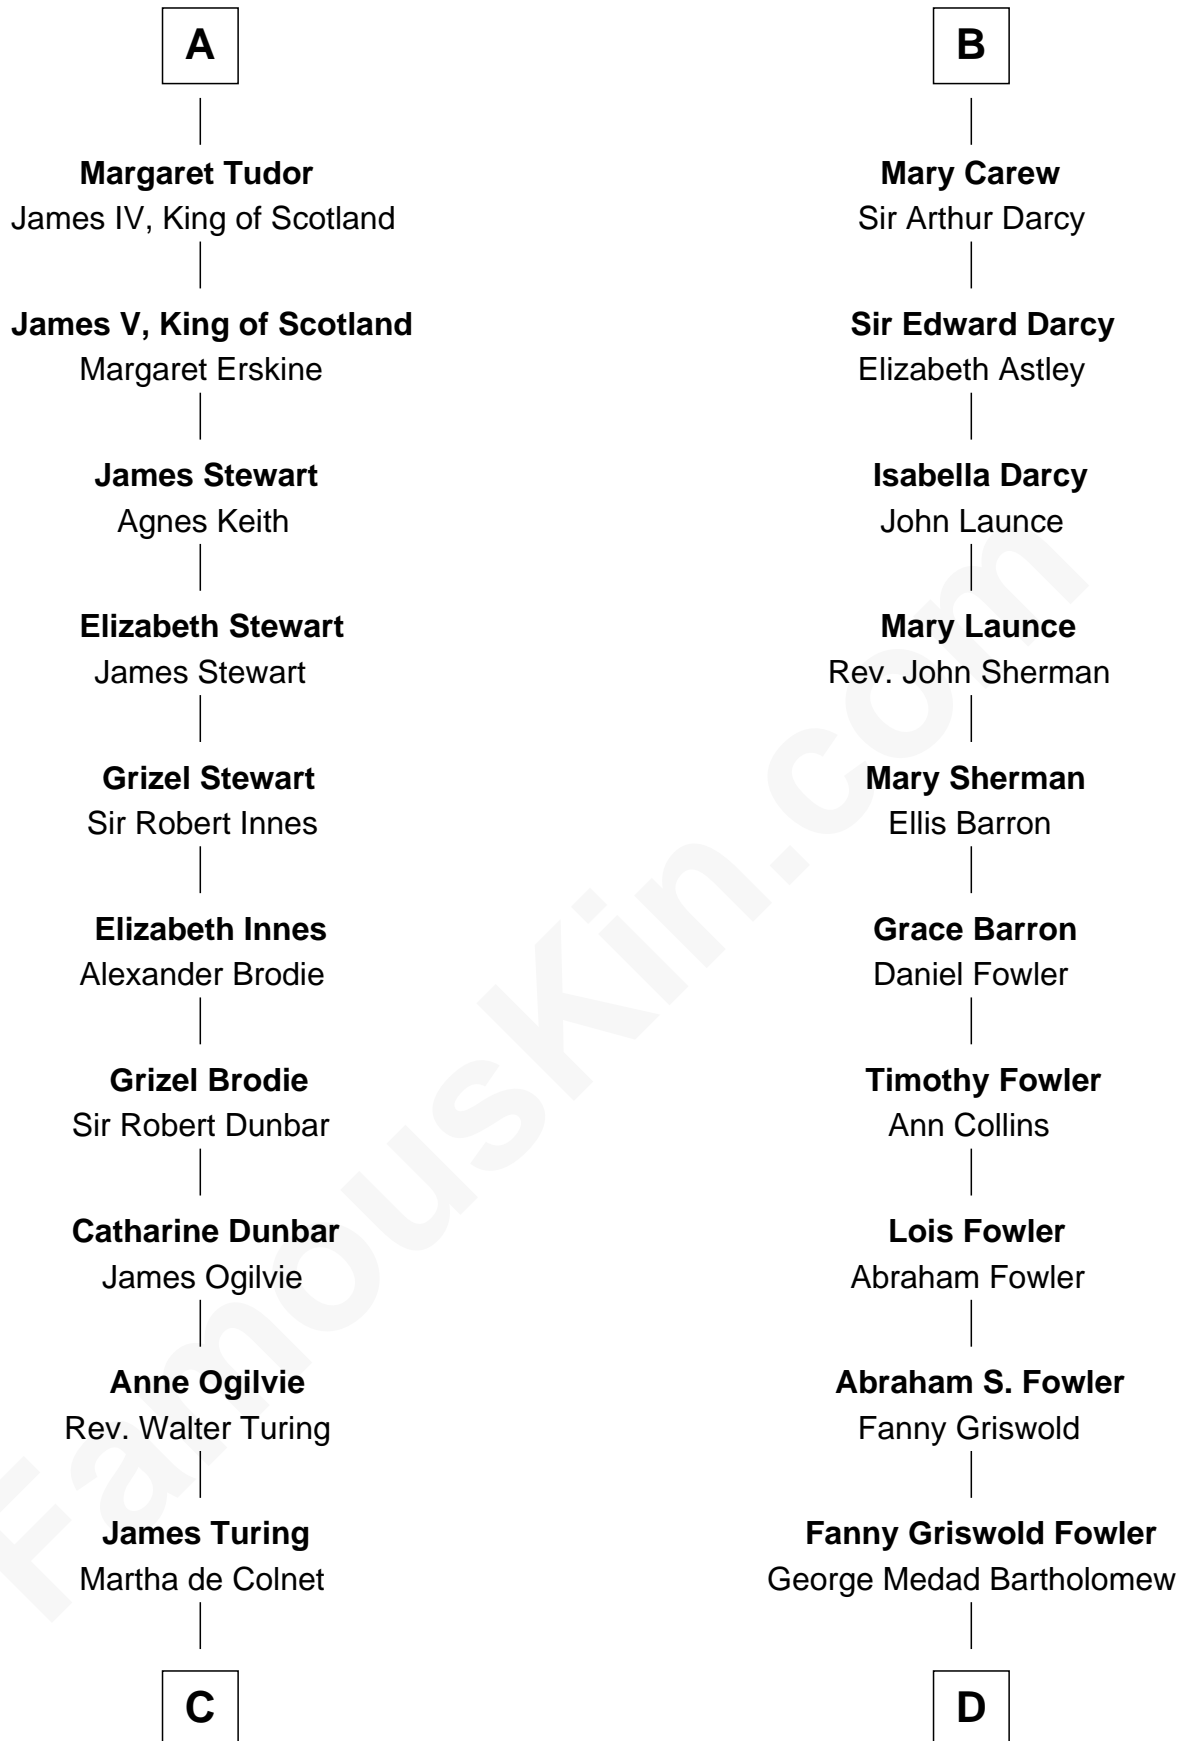 A
Margaret Tudor
James IV, King of Scotland
James V, King of Scotland
Margaret Erskine
James Stewart
Agnes Keith
Elizabeth Stewart
James Stewart
Grizel Stewart
Sir Robert Innes
Elizabeth Innes
Alexander Brodie
Grizel Brodie
Sir Robert Dunbar
Catharine Dunbar
James Ogilvie
Anne Ogilvie
Rev. Walter Turing
James Turing
Martha de Colnet
C
B
Mary Carew
Sir Arthur Darcy
Sir Edward Darcy
Elizabeth Astley
Isabella Darcy
John Launce
Mary Launce
Rev. John Sherman
Mary Sherman
Ellis Barron
Grace Barron
Daniel Fowler
Timothy Fowler
Ann Collins
Lois Fowler
Abraham Fowler
Abraham S. Fowler
Fanny Griswold
Fanny Griswold Fowler
George Medad Bartholomew
D
FamousKin.com